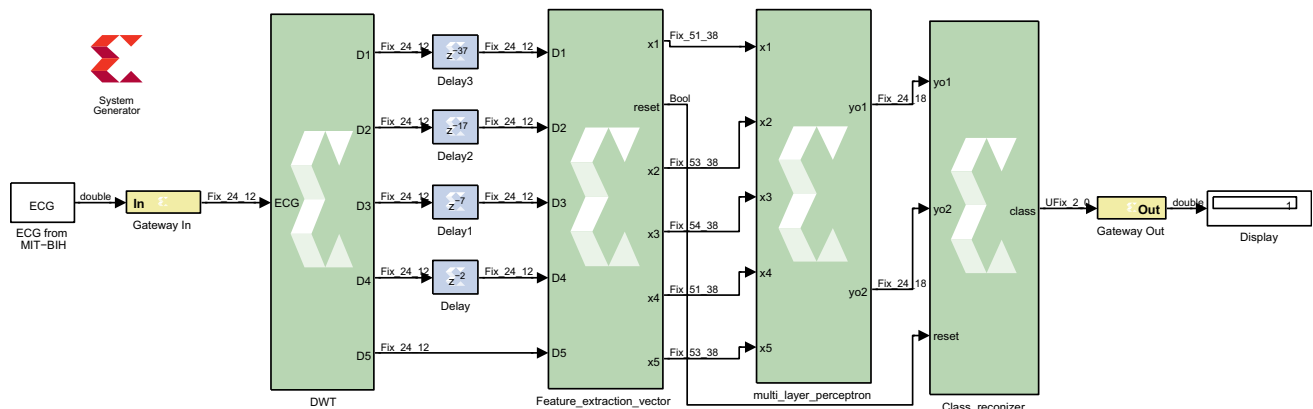 System
Generator
ECG
ECG from
MIT−BIH
double
In
Gateway In
Fix_24_12
ECG
D1
D2
D3
D4
D5
DWT
Fix_24_12
z-37
Delay3
Fix_24_12
Fix_24_12
z-17
Delay2
Fix_24_12
Fix_24_12
z-7
Delay1
Fix_24_12
Fix_24_12
z-2
Delay
Fix_24_12
Fix_24_12
D1
D2
D3
D4
D5
x1
reset
x2
x3
x4
x5
Feature_extraction_vector
Fix_51_38
Bool
Fix_53_38
Fix_54_38
Fix_51_38
Fix_53_38
x1
x2
x3
x4
x5
yo1
yo2
multi_layer_perceptron
Fix_24_18
Fix_24_18
yo1
yo2
reset
class
Class_reconizer
UFix_2_0
Out
Gateway Out
double
1
Display